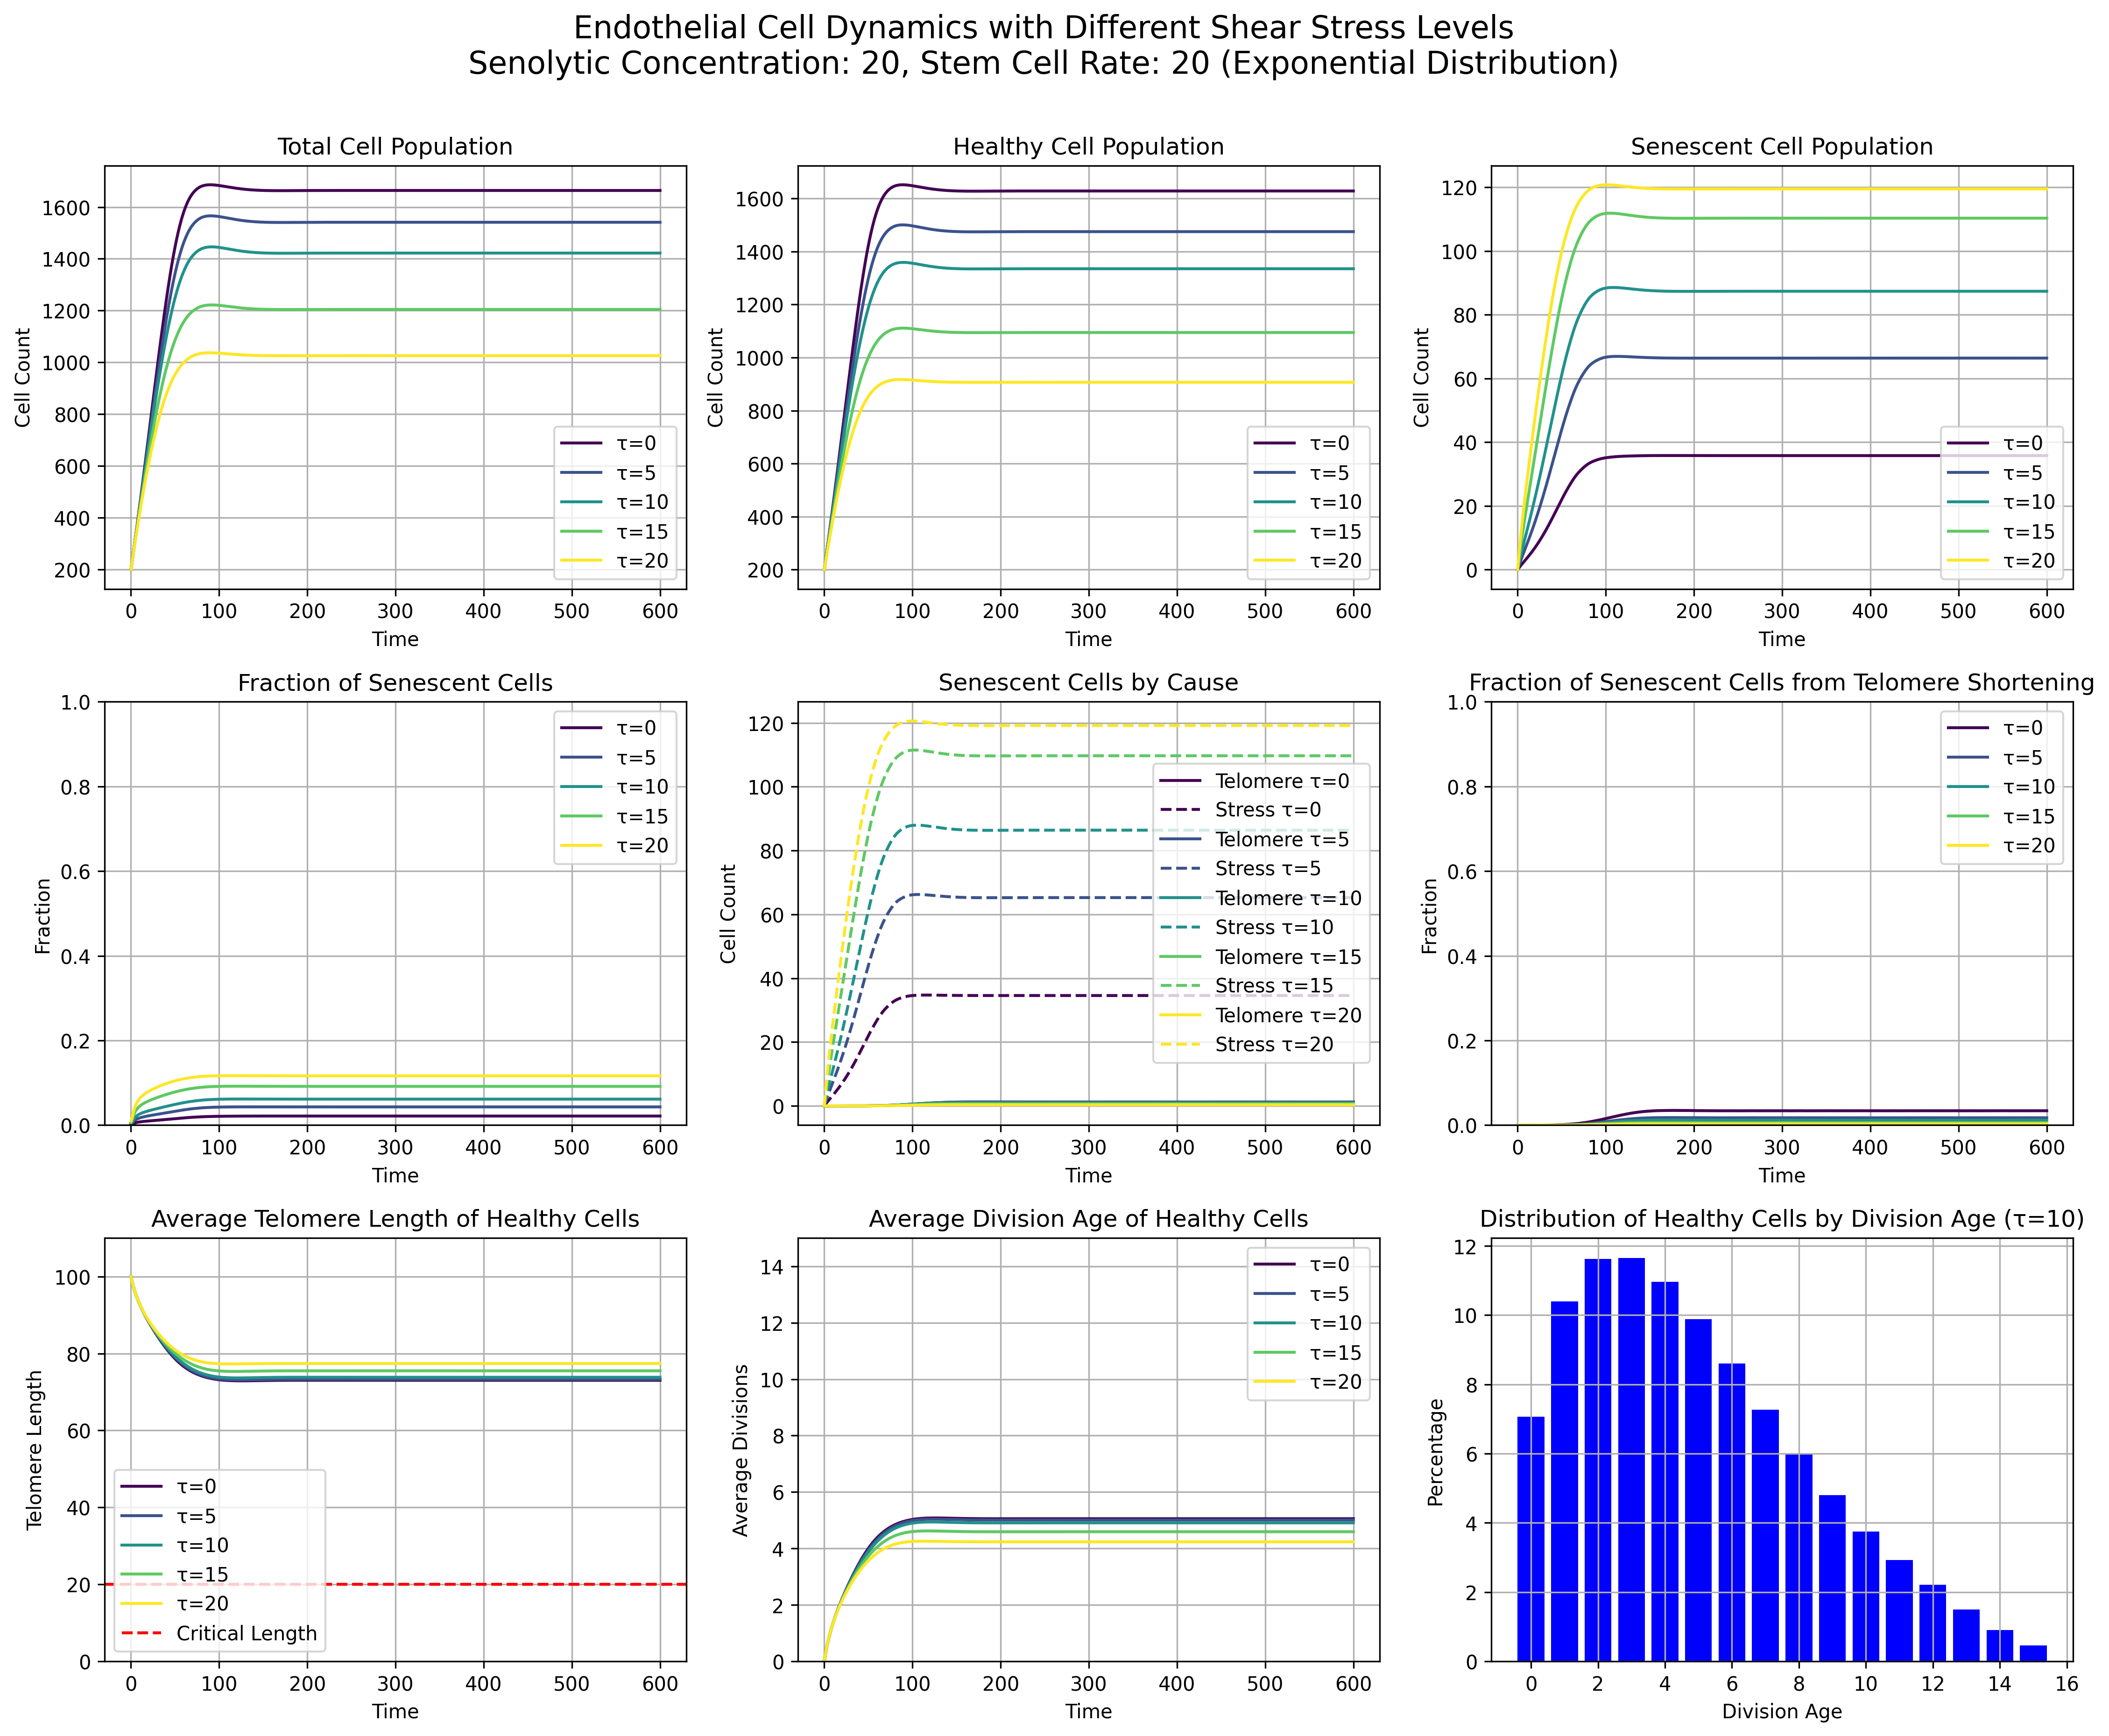 Endothelial Cell Dynamics with Different Shear Stress Levels
Senolytic Concentration: 20, Stem Cell Rate: 20 (Exponential Distribution)
Total Cell Population
Cell Count
1600
1400
1200
1000
800
600
400
200
0 100 200 300 400 500 600
Time
τ=0
τ=5
τ=10
τ=15
τ=20
Healthy Cell Population
Cell Count
1600
1400
1200
1000
800
600
400
200
0 100 200 300 400 500 600
Time
τ=0
τ=5
τ=10
τ=15
τ=20
Senescent Cell Population
Cell Count
120
100
80
60
40
20
0
0 100 200 300 400 500 600
Time
τ=0
τ=5
τ=10
τ=15
τ=20
Fraction of Senescent Cells
Fraction
1.0
0.8
0.6
0.4
0.2
0.0
0 100 200 300 400 500 600
Time
τ=0
τ=5
τ=10
τ=15
τ=20
Senescent Cells by Cause
Cell Count
120
100
80
60
40
20
0
0 100 200 300 400 500 600
Time
Telomere τ=0
Stress τ=0
Telomere τ=5
Stress τ=5
Telomere τ=10
Stress τ=10
Telomere τ=15
Stress τ=15
Telomere τ=20
Stress τ=20
Fraction of Senescent Cells from Telomere Shortening
Fraction
1.0
0.8
0.6
0.4
0.2
0.0
0 100 200 300 400 500 600
Time
τ=0
τ=5
τ=10
τ=15
τ=20
Average Telomere Length of Healthy Cells
Telomere Length
100
80
60
40
20
0
0 100 200 300 400 500 600
Time
τ=0
τ=5
τ=10
τ=15
τ=20
Critical Length
Average Division Age of Healthy Cells
Average Divisions
14
12
10
8
6
4
2
0
0 100 200 300 400 500 600
Time
τ=0
τ=5
τ=10
τ=15
τ=20
Distribution of Healthy Cells by Division Age (τ=10)
Percentage
12
10
8
6
4
2
0
0 2 4 6 8 10 12 14 16
Division Age